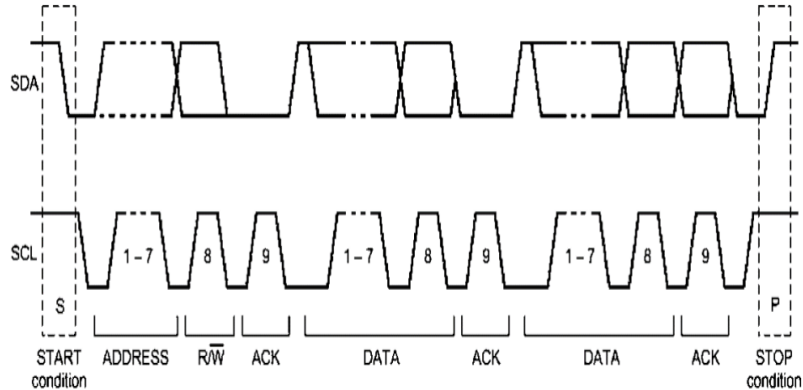 SDA
SCL
1 – 7 8 9 1 – 7 8 9 1 – 7 8 9
S P
START condition ADDRESS R/W̅ ACK DATA ACK DATA ACK STOP condition